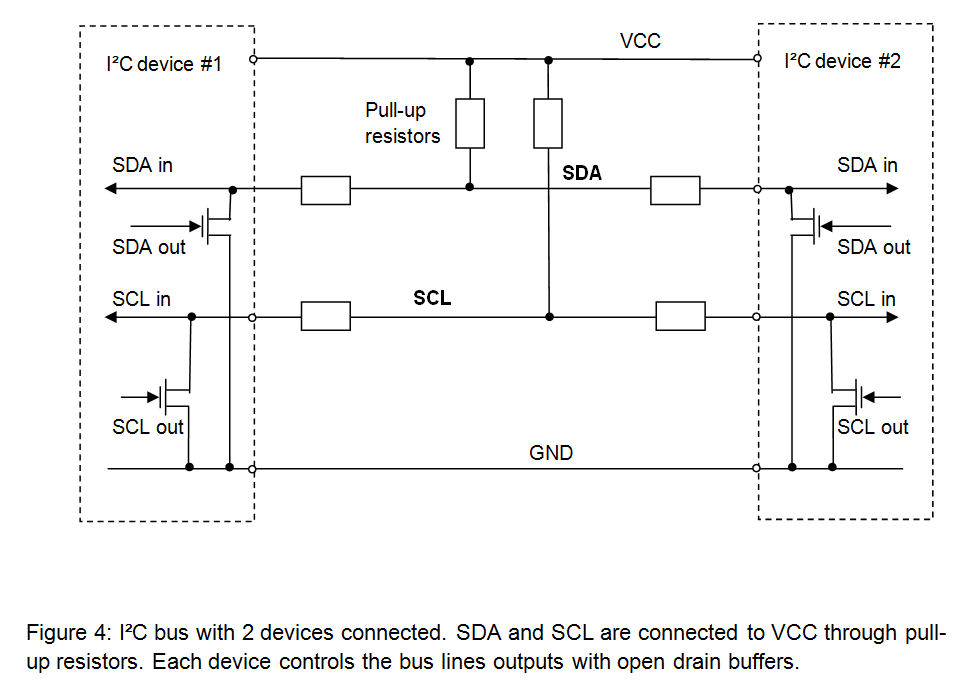 VCC
I²C device #1
I²C device #2
Pull-up
resistors
SDA in
SDA
SDA in
SDA out
SDA out
SCL in
SCL
SCL in
SCL out
SCL out
GND
Figure 4: I²C bus with 2 devices connected. SDA and SCL are connected to VCC through pull-
up resistors. Each device controls the bus lines outputs with open drain buffers.